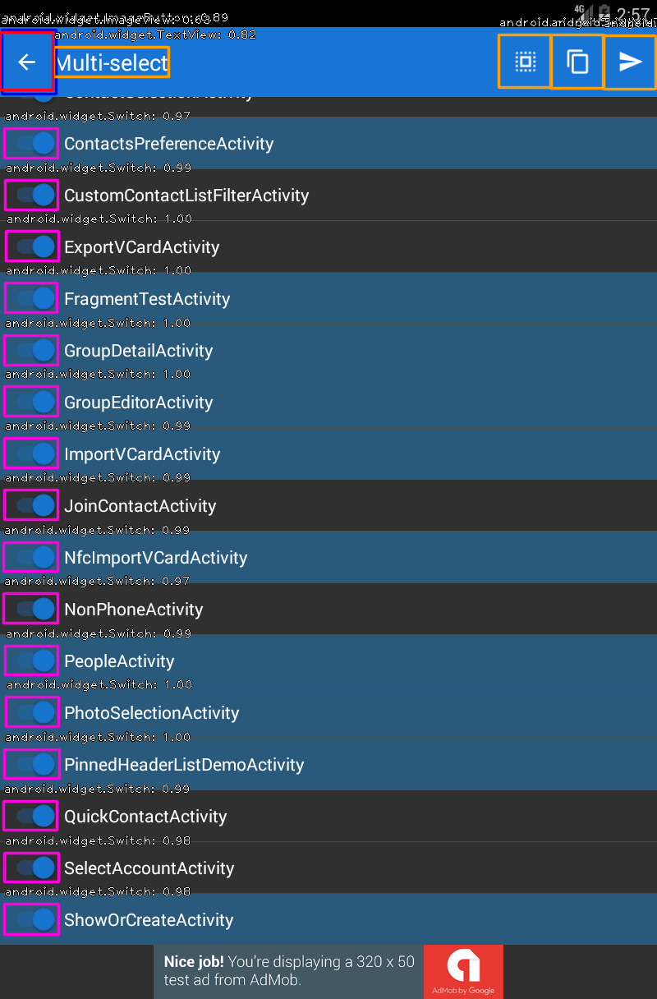 android.widget.ImageButton: 0.89
android.widget.ImageView: 0.63
4G 2:57
android.widget.TextView: 0.82
Multi-select
ContactSelectionActivity
android.widget.Switch: 0.97
ContactsPreferenceActivity
android.widget.Switch: 0.99
CustomContactListFilterActivity
android.widget.Switch: 1.00
ExportVCardActivity
android.widget.Switch: 1.00
FragmentTestActivity
android.widget.Switch: 1.00
GroupDetailActivity
android.widget.Switch: 1.00
GroupEditorActivity
android.widget.Switch: 0.99
ImportVCardActivity
android.widget.Switch: 0.99
JoinContactActivity
android.widget.Switch: 0.99
NfcImportVCardActivity
android.widget.Switch: 0.97
NonPhoneActivity
android.widget.Switch: 0.99
PeopleActivity
android.widget.Switch: 1.00
PhotoSelectionActivity
android.widget.Switch: 1.00
PinnedHeaderListDemoActivity
android.widget.Switch: 0.99
QuickContactActivity
android.widget.Switch: 0.98
SelectAccountActivity
android.widget.Switch: 0.98
ShowOrCreateActivity
Nice job! You're displaying a 320 x 50
test ad from AdMob.
AdMob by Google